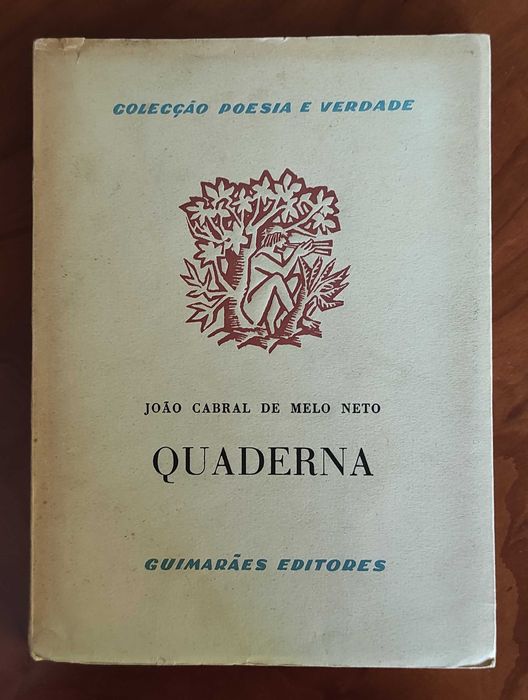 COLECÇÃO POESIA E VERDADE
JOÃO CABRAL DE MELO NETO
QUADERNA
GUIMARÃES EDITORES